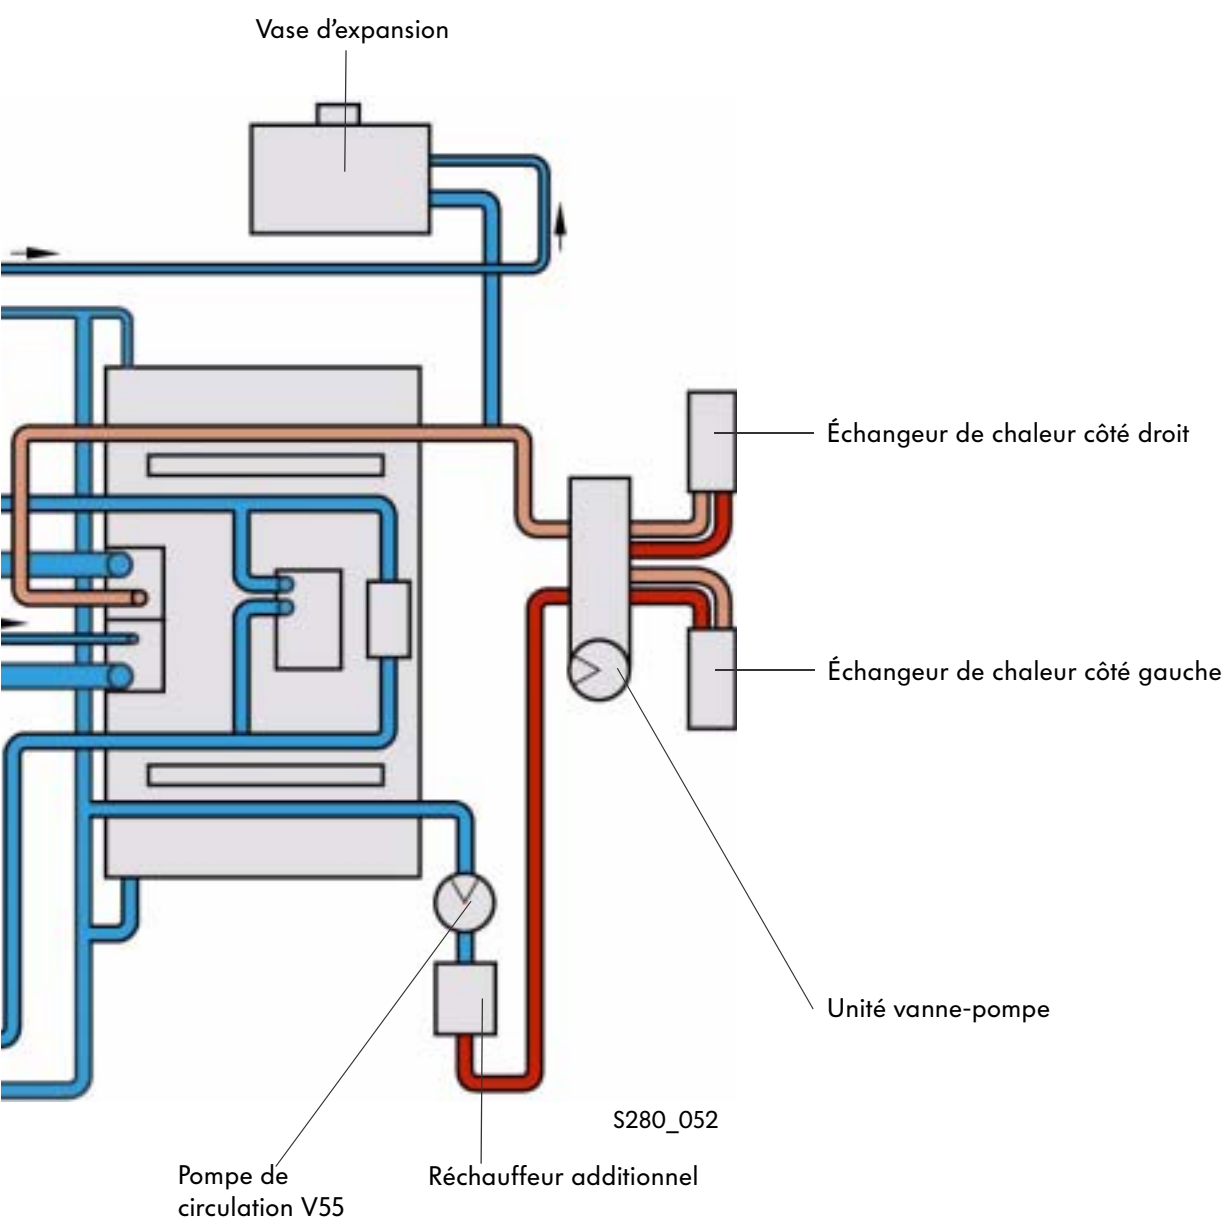 Vase d'expansion
Échangeur de chaleur côté droit
Échangeur de chaleur côté gauche
Unité vanne-pompe
S280_052
Pompe de
circulation V55
Réchauffeur additionnel